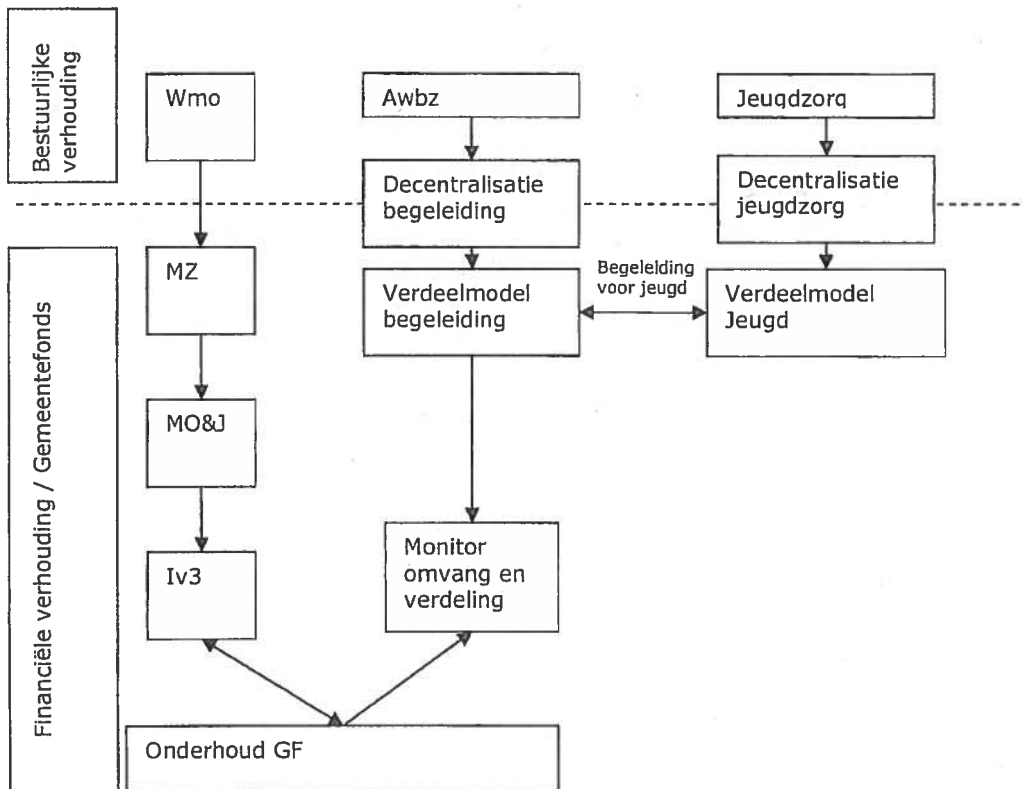 Bestuurlijke
verhouding
Wmo
Awbz
Jeugdzorg
Decentralisatie
begeleiding
Decentralisatie
jeugdzorg
Financiële verhouding / Gemeentefonds
MZ
Verdeelmodel
begeleiding
Begeleiding
voor jeugd
Verdeelmodel
Jeugd
MO&J
Iv3
Monitor
omvang en
verdeling
Onderhoud GF